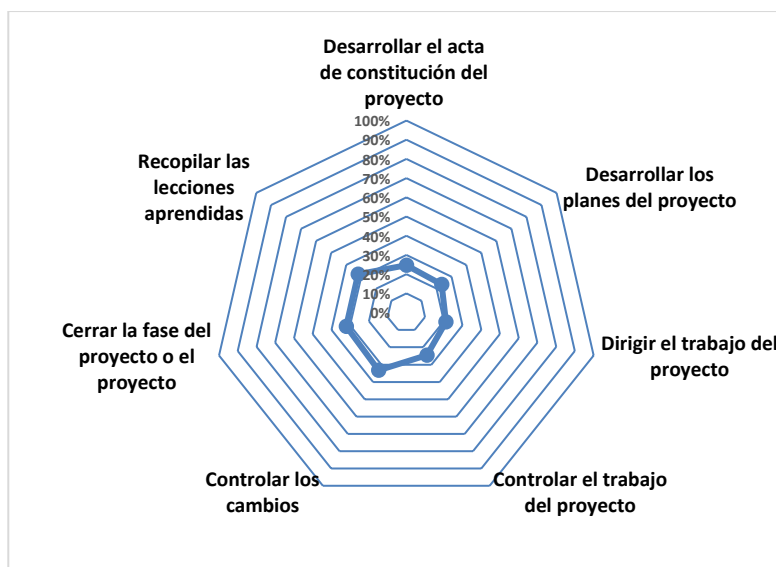 Desarrollar el acta
de constitución del
proyecto
100%
90%
80%
70%
60%
50%
40%
30%
20%
10%
0%
Desarrollar los
planes del proyecto
Dirigir el trabajo del
proyecto
Controlar el trabajo
del proyecto
Controlar los
cambios
Cerrar la fase del
proyecto o el
proyecto
Recopilar las
lecciones
aprendidas